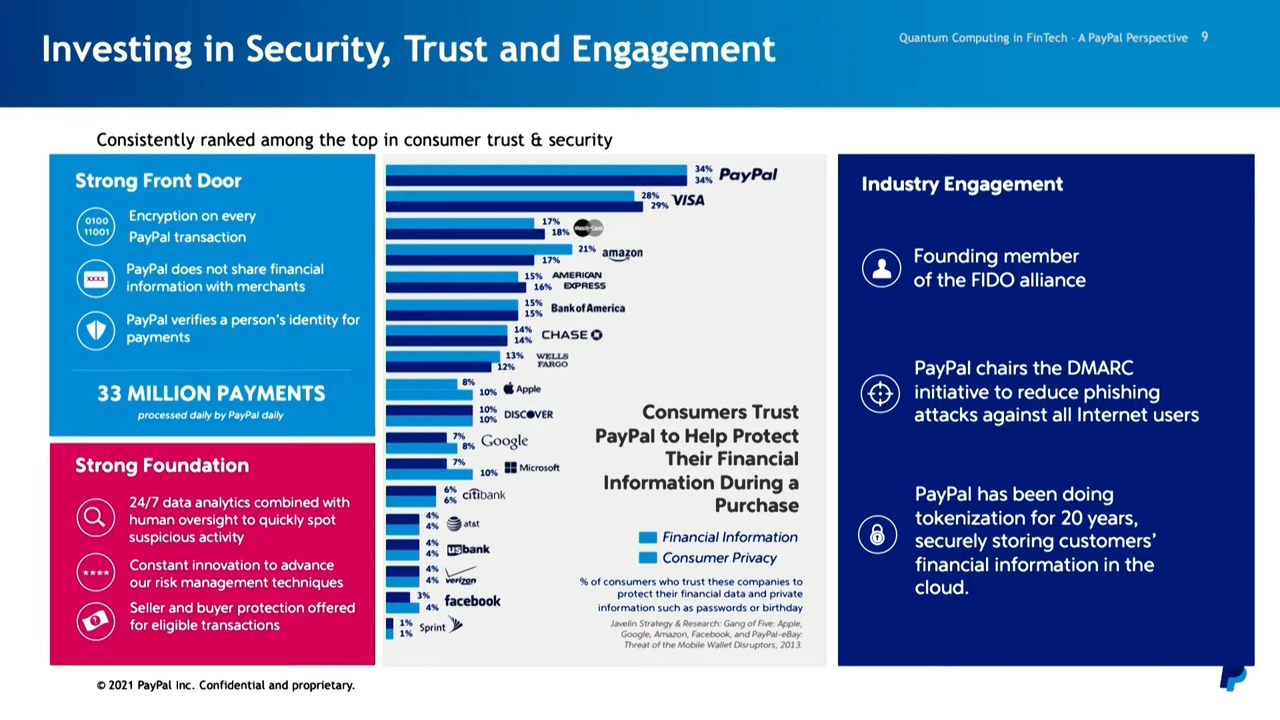 Investing in Security, Trust and Engagement
Quantum Computing in FinTech · A PayPal Perspective 9
Consistently ranked among the top in consumer trust & security
Strong Front Door
0100
11001
Encryption on every
PayPal transaction
XXXX
PayPal does not share financial
information with merchants
PayPal verifies a person's identity for
payments
33 MILLION PAYMENTS
processed daily by PayPal daily
Strong Foundation
24/7 data analytics combined with
human oversight to quickly spot
suspicious activity
****
Constant innovation to advance
our risk management techniques
Seller and buyer protection offered
for eligible transactions
34%
34%
PayPal
28%
29%
VISA
17%
18%
MasterCard
21%
17%
amazon
15%
16%
AMERICAN
EXPRESS
15%
15%
Bank of America
14%
14%
CHASE
13%
12%
WELLS
FARGO
8%
10%
Apple
10%
10%
DISCOVER
7%
8%
Google
7%
10%
Microsoft
6%
6%
citibank
4%
4%
at&t
4%
4%
usbank
4%
4%
verizon
3%
4%
facebook
1%
1%
Sprint
Consumers Trust
PayPal to Help Protect
Their Financial
Information During a
Purchase
Financial Information
Consumer Privacy
% of consumers who trust these companies to
protect their financial data and private
information such as passwords or birthday
Javelin Strategy & Research: Gang of Five: Apple,
Google, Amazon, Facebook, and PayPal-eBay:
Threat of the Mobile Wallet Disruptors, 2013.
Industry Engagement
Founding member
of the FIDO alliance
PayPal chairs the DMARC
initiative to reduce phishing
attacks against all Internet users
PayPal has been doing
tokenization for 20 years,
securely storing customers'
financial information in the
cloud.
© 2021 PayPal Inc. Confidential and proprietary.